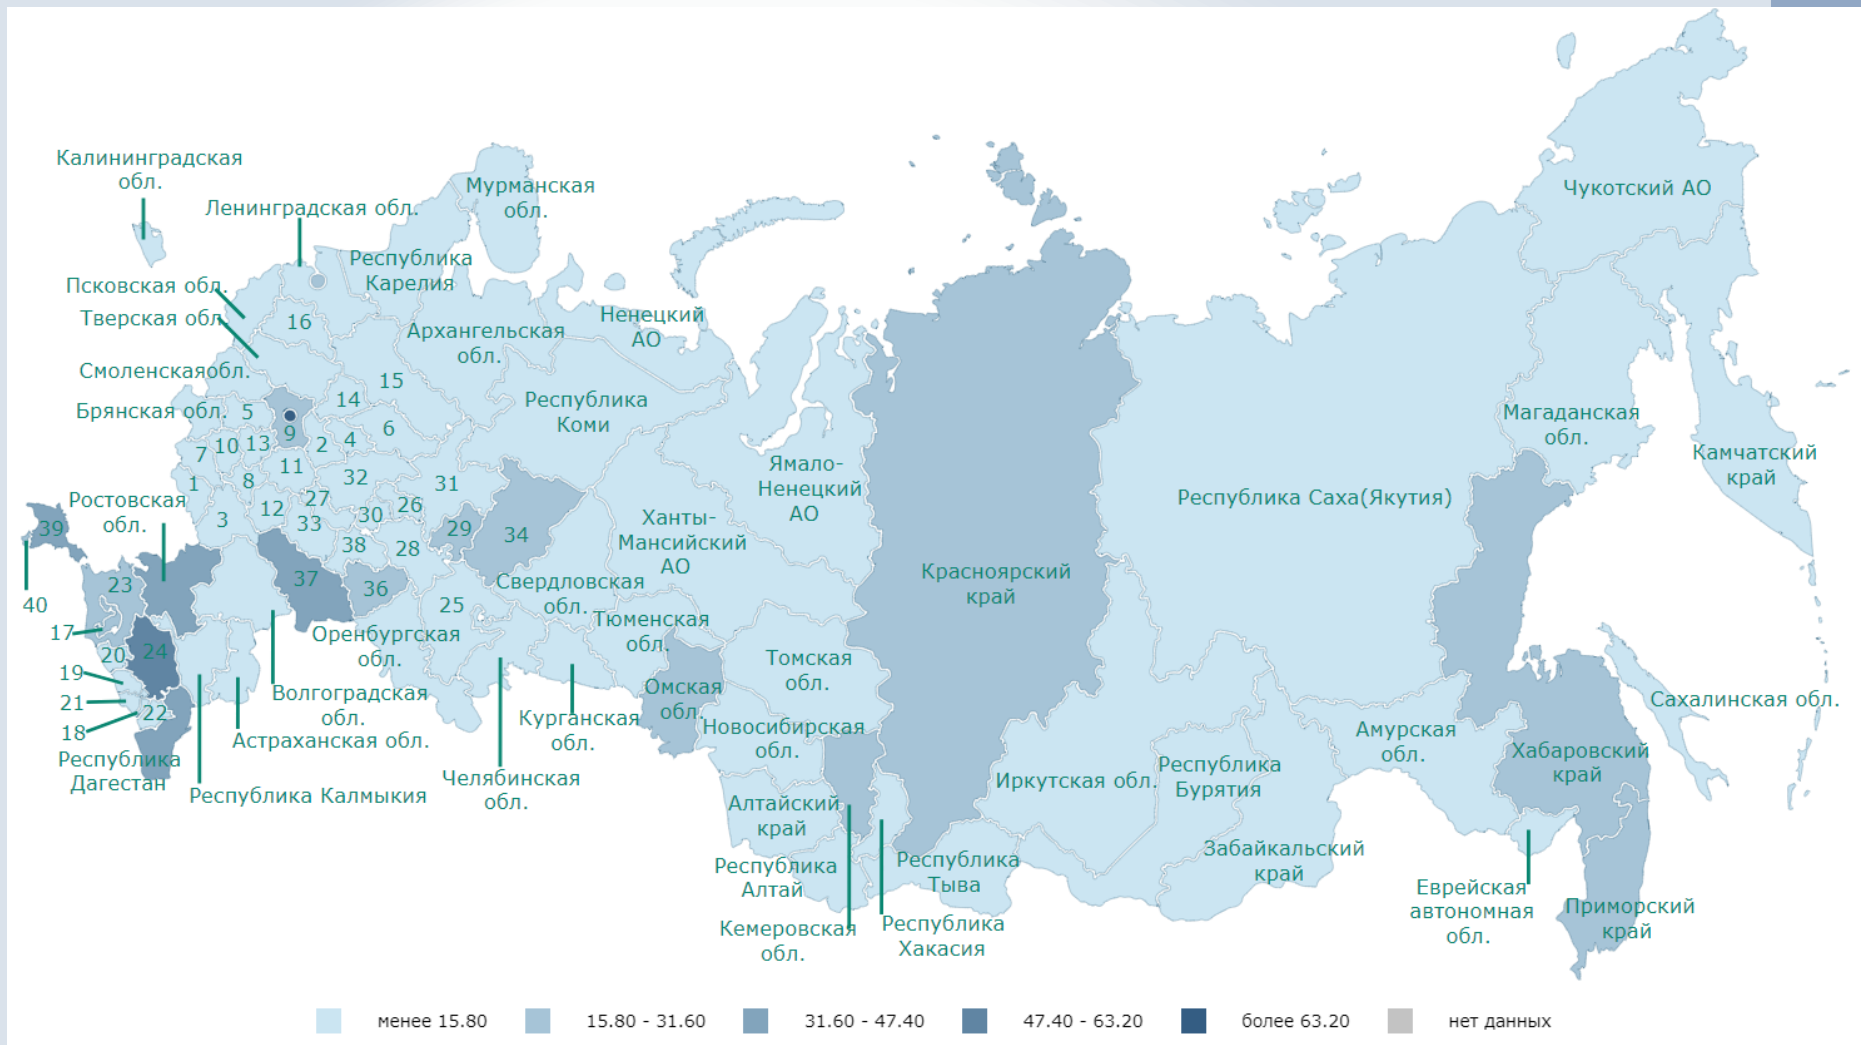 Калининградская
обл.
Ленинградская обл.
Мурманская
обл.
Чукотский АО
Республика
Карелия
Псковская обл.
Тверская обл
16
Архангельская
обл.
Ненецкий
АО
Смоленскаяобл.
15
14
Республика
Коми
Брянская обл.
5
9
6
Магаданская
обл.
7
10
13
2
4
Камчатский
край
11
Ямало-
Ненецкий
АО
1
8
32
31
Республика Саха(Якутия)
Ростовская
обл.
12
27
26
3
33
30
39
29
34
Ханты-
Мансийский
АО
38
28
Красноярский
край
23
37
36
Свердловская
обл.
40
25
17
Оренбургская
обл.
Тюменская
обл.
20
24
Томская
обл.
19
Омская
обл.
Волгоградская
обл.
21
22
18
Курганская
обл.
Новосибирская
обл.
Сахалинская обл.
Астраханская обл.
Амурская
обл.
Хабаровский
край
Республика
Дагестан
Республика Калмыкия
Челябинская
обл.
Иркутская обл.
Республика
Бурятия
Алтайский
край
Республика
Алтай
Республика
Тыва
Забайкальский
край
Еврейская
автономная
обл.
Приморский
край
Кемеровская
обл.
Республика
Хакасия
менее 15.80
15.80 - 31.60
31.60 - 47.40
47.40 - 63.20
более 63.20
нет данных